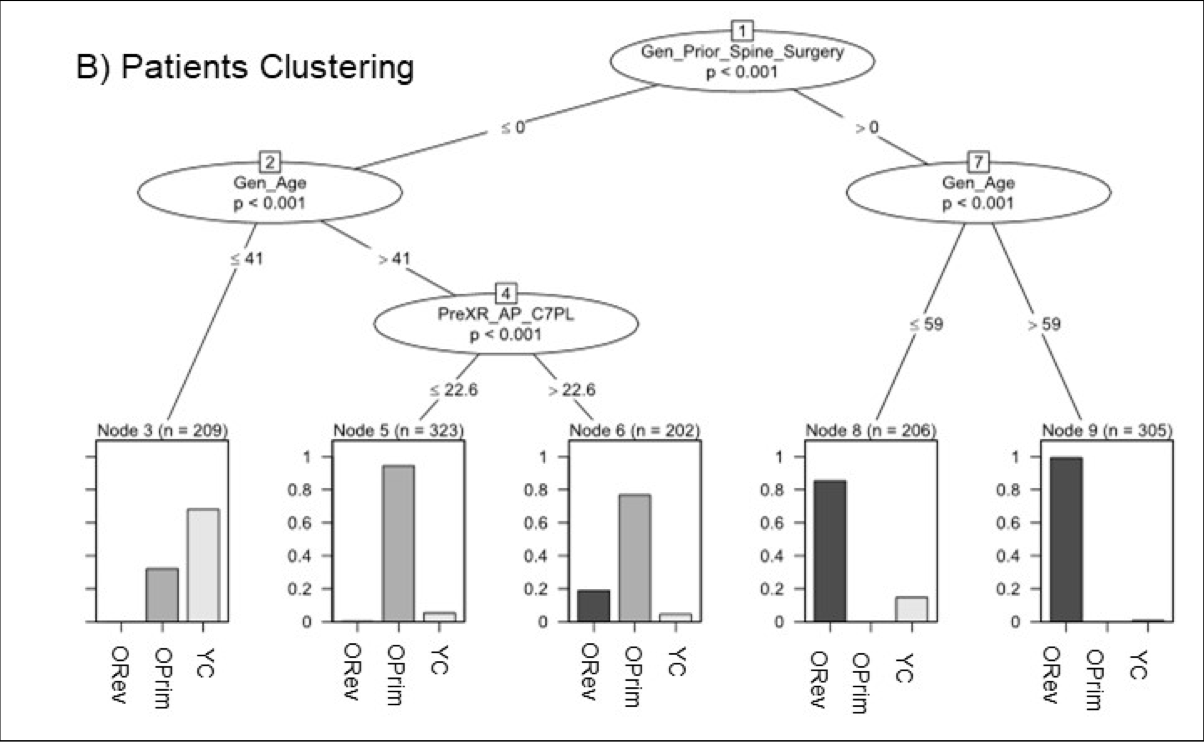 B) Patients Clustering
1
Gen_Prior_Spine_Surgery
p < 0.001
≤ 0
> 0
2
Gen_Age
p < 0.001
7
Gen_Age
p < 0.001
≤ 41
> 41
4
PreXR_AP_C7PL
p < 0.001
≤ 59
> 59
≤ 22.6
> 22.6
Node 3 (n = 209)
ORev
OPrim
YC
Node 5 (n = 323)
1
0.8
0.6
0.4
0.2
0
ORev
OPrim
YC
Node 6 (n = 202)
1
0.8
0.6
0.4
0.2
0
ORev
OPrim
YC
Node 8 (n = 206)
1
0.8
0.6
0.4
0.2
0
ORev
OPrim
YC
Node 9 (n = 305)
1
0.8
0.6
0.4
0.2
0
ORev
OPrim
YC